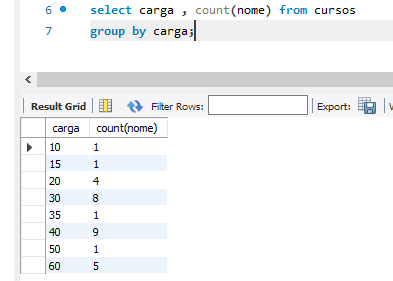 6 select carga , count(nome) from cursos
7 group by carga;
Result Grid Filter Rows: Export:
carga count(nome)
10 1
15 1
20 4
30 8
35 1
40 9
50 1
60 5